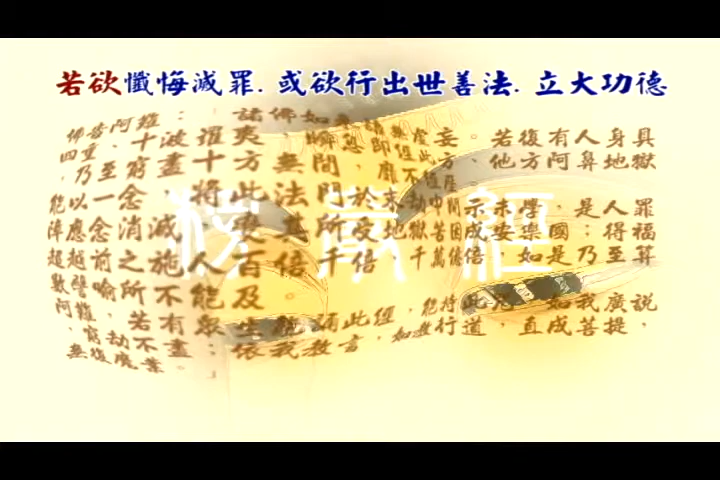 若欲懺悔滅罪.或欲行出世善法.立大功德
佛告阿難：「諸佛如　語無虛妄。若復有人身具
四重、十波羅夷，瞬息即經此方、他方阿鼻地獄
，乃至窮盡十方無間，靡不經歷。
能以一念，將此法門於末劫中開示未學，是人罪
障應念消滅，變其所受地獄苦因成安樂國；得福
超越前之施人百倍千倍　千萬億倍，如是乃至算
數譬喻所不能及。
阿難，若有眾生能誦此經，能持此　，如我廣說
，窮劫不盡；依我教言，如教行道，直成菩提，
無復魔業。」
藏經